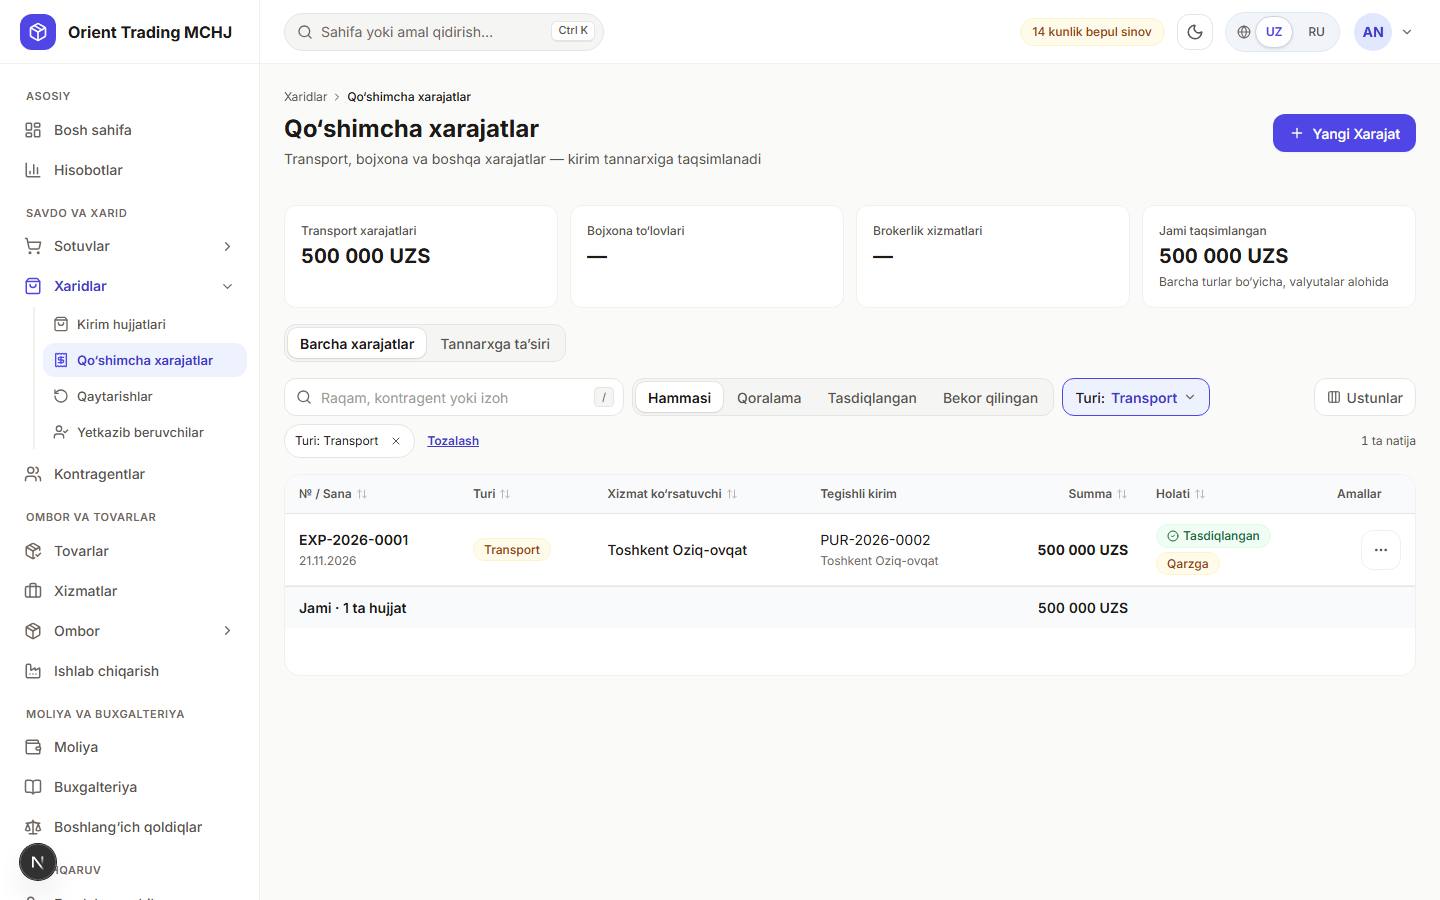 Orient Trading MCHJ
Sahifa yoki amal qidirish...
Ctrl K
14 kunlik bepul sinov
UZ
RU
AN
ASOSIY
Bosh sahifa
Hisobotlar
SAVDO VA XARID
Sotuvlar
Xaridlar
Kirim hujjatlari
Qo‘shimcha xarajatlar
Qaytarishlar
Yetkazib beruvchilar
Kontragentlar
OMBOR VA TOVARLAR
Tovarlar
Xizmatlar
Ombor
Ishlab chiqarish
MOLIYA VA BUXGALTERIYA
Moliya
Buxgalteriya
Boshlang‘ich qoldiqlar
N
Xaridlar > Qo‘shimcha xarajatlar
Qo‘shimcha xarajatlar
Transport, bojxona va boshqa xarajatlar — kirim tannarxiga taqsimlanadi
+ Yangi Xarajat
Transport xarajatlari
500 000 UZS
Bojxona to‘lovlari
—
Brokerlik xizmatlari
—
Jami taqsimlangan
500 000 UZS
Barcha turlar bo‘yicha, valyutalar alohida
Barcha xarajatlar
Tannarxga ta’siri
Raqam, kontragent yoki izoh
/
Hammasi
Qoralama
Tasdiqlangan
Bekor qilingan
Turi: Transport
Ustunlar
Turi: Transport ×
Tozalash
1 ta natija
№ / Sana
Turi
Xizmat ko‘rsatuvchi
Tegishli kirim
Summa
Holati
Amallar
EXP-2026-0001
21.11.2026
Transport
Toshkent Oziq-ovqat
PUR-2026-0002
Toshkent Oziq-ovqat
500 000 UZS
Tasdiqlangan
Qarzga
Jami · 1 ta hujjat
500 000 UZS